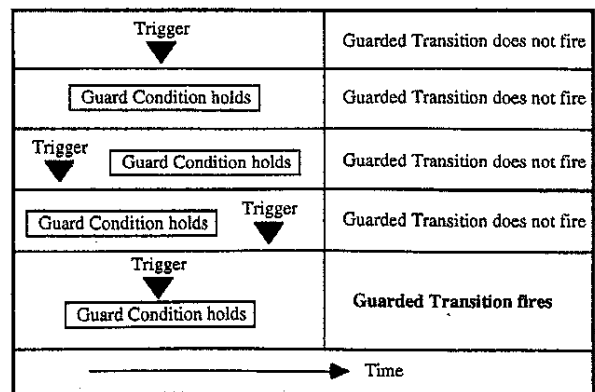 Trigger
Guarded Transition does not fire
Guard Condition holds
Guarded Transition does not fire
Trigger
Guard Condition holds
Guarded Transition does not fire
Guard Condition holds
Trigger
Guarded Transition does not fire
Trigger
Guard Condition holds
Guarded Transition fires
Time